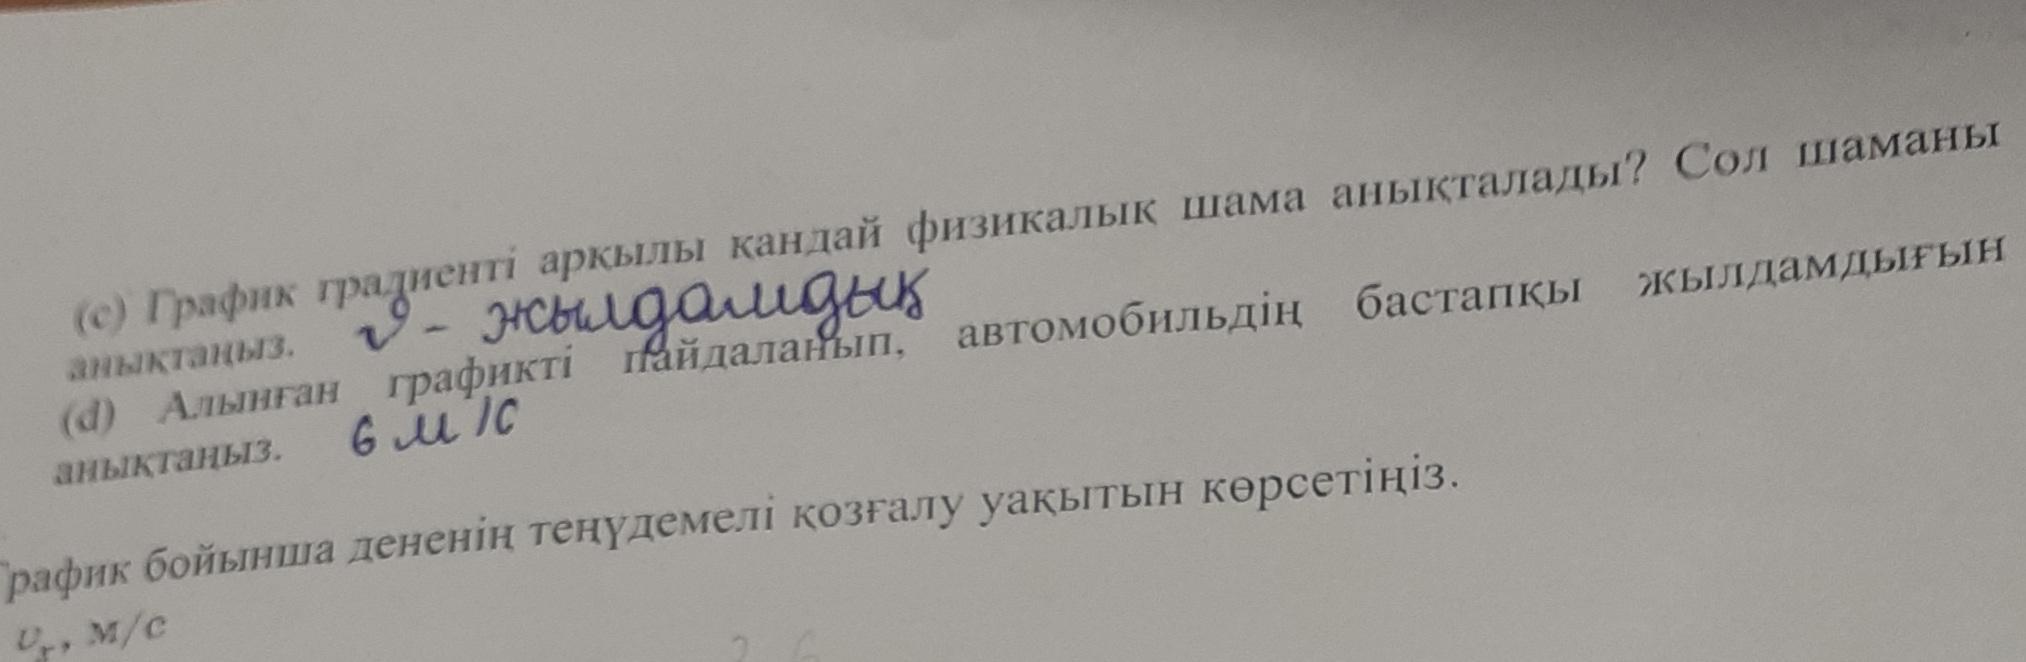 (c) График градиенті арқылы қандай физикалық шама анықталады? Сол шаманы
анықтаңыз. υ - жылдамдық
(d) Алынған графикті пайдаланып, автомобильдің бастапқы жылдамдығын
анықтаңыз. 6 м/с
рафик бойынша дененің теңүдемелі қозғалу уақытын көрсетіңіз.
υₓ, м/с